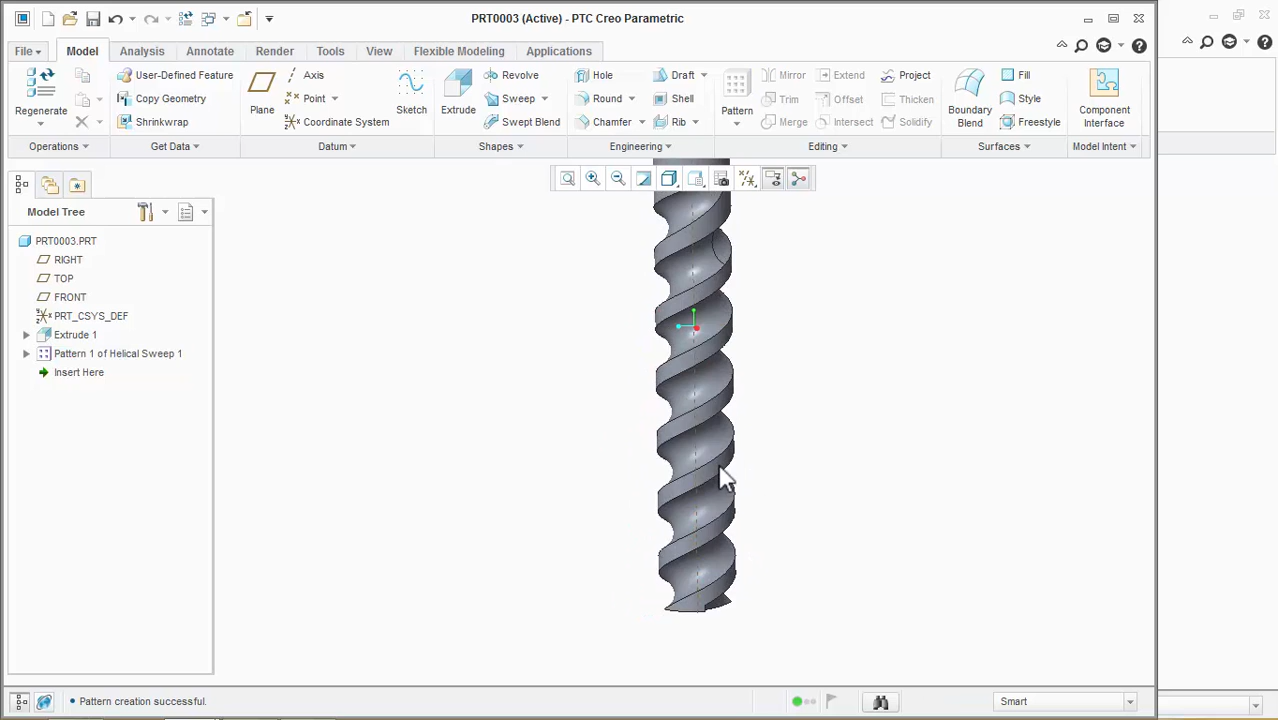 PRT0003 (Active) - PTC Creo Parametric
File Model Analysis Annotate Render Tools View Flexible Modeling Applications
Regenerate
User-Defined Feature
Copy Geometry
Shrinkwrap
Plane
Axis
Point
Coordinate System
Sketch
Extrude
Revolve
Sweep
Swept Blend
Hole
Round
Chamfer
Draft
Shell
Rib
Pattern
Mirror
Trim
Merge
Extend
Offset
Intersect
Project
Thicken
Solidify
Boundary
Blend
Fill
Style
Freestyle
Component
Interface
Operations Get Data Datum Shapes Engineering Editing Surfaces Model Intent
Model Tree
PRT0003.PRT
RIGHT
TOP
FRONT
PRT_CSYS_DEF
Extrude 1
Pattern 1 of Helical Sweep 1
Insert Here
• Pattern creation successful.
Smart